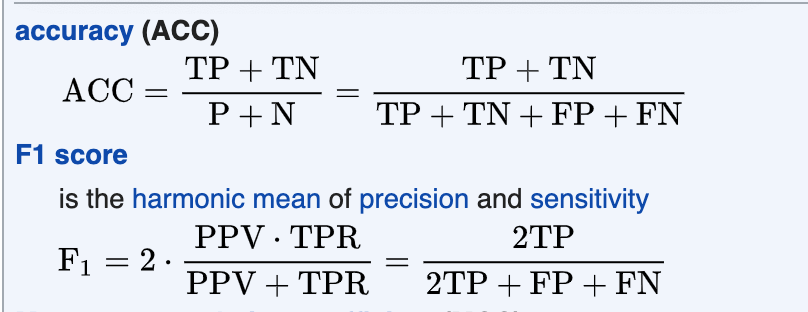 accuracy (ACC)
ACC = (TP + TN) / (P + N) = (TP + TN) / (TP + TN + FP + FN)
F1 score
is the harmonic mean of precision and sensitivity
F₁ = 2 · (PPV · TPR) / (PPV + TPR) = 2TP / (2TP + FP + FN)